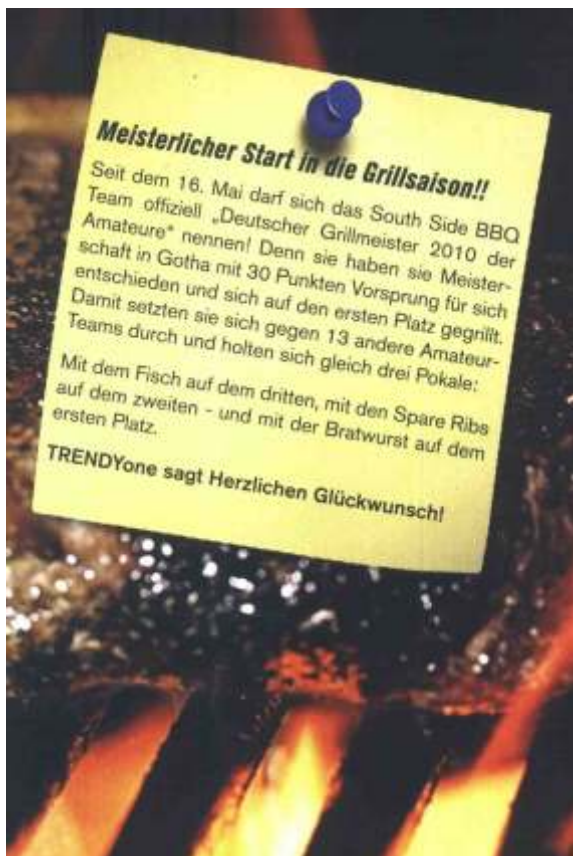 Meisterlicher Start in die Grillsaison!!
Seit dem 16. Mai darf sich das South Side BBQ
Team offiziell „Deutscher Grillmeister 2010 der
Amateure" nennen! Denn sie haben sie Meister-
schaft in Gotha mit 30 Punkten Vorsprung für sich
entschieden und sich auf den ersten Platz gegrillt.
Damit setzten sie sich gegen 13 andere Amateur-
Teams durch und holten sich gleich drei Pokale:
Mit dem Fisch auf dem dritten, mit den Spare Ribs
auf dem zweiten - und mit der Bratwurst auf dem
ersten Platz.
TRENDYone sagt Herzlichen Glückwunsch!